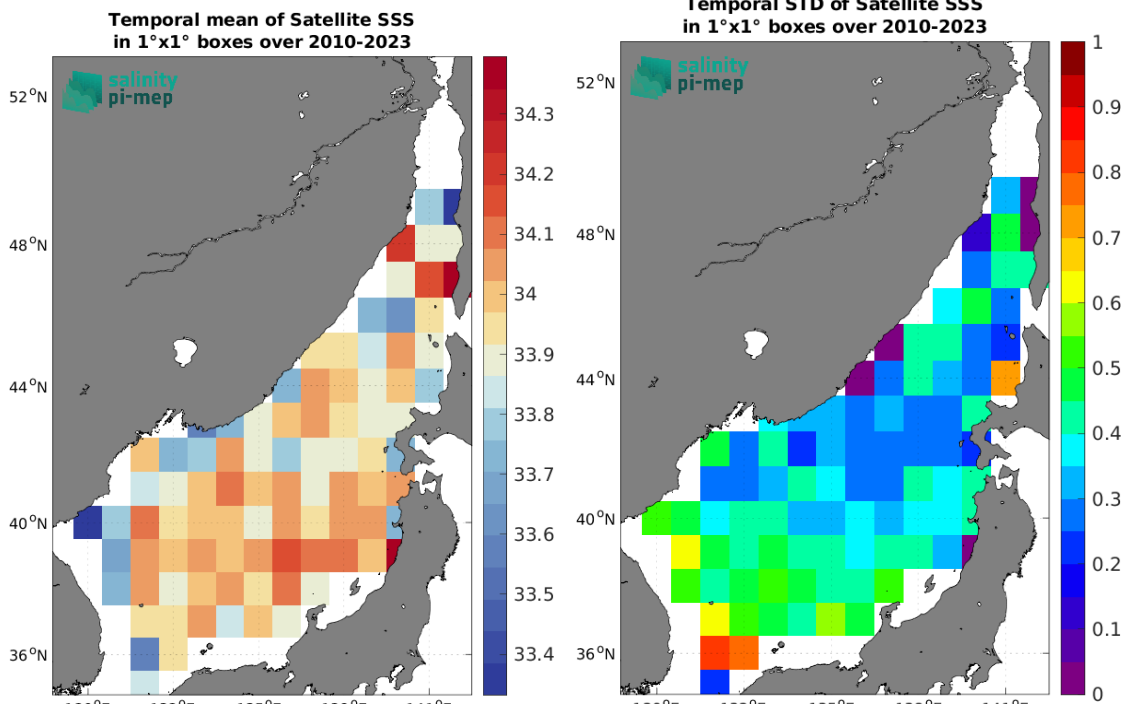 Temporal mean of Satellite SSS
in 1°x1° boxes over 2010-2023
salinity
pi-mep
52°N
48°N
44°N
40°N
36°N
34.3
34.2
34.1
34
33.9
33.8
33.7
33.6
33.5
33.4
Temporal STD of Satellite SSS
in 1°x1° boxes over 2010-2023
salinity
pi-mep
52°N
48°N
44°N
40°N
36°N
1
0.9
0.8
0.7
0.6
0.5
0.4
0.3
0.2
0.1
0